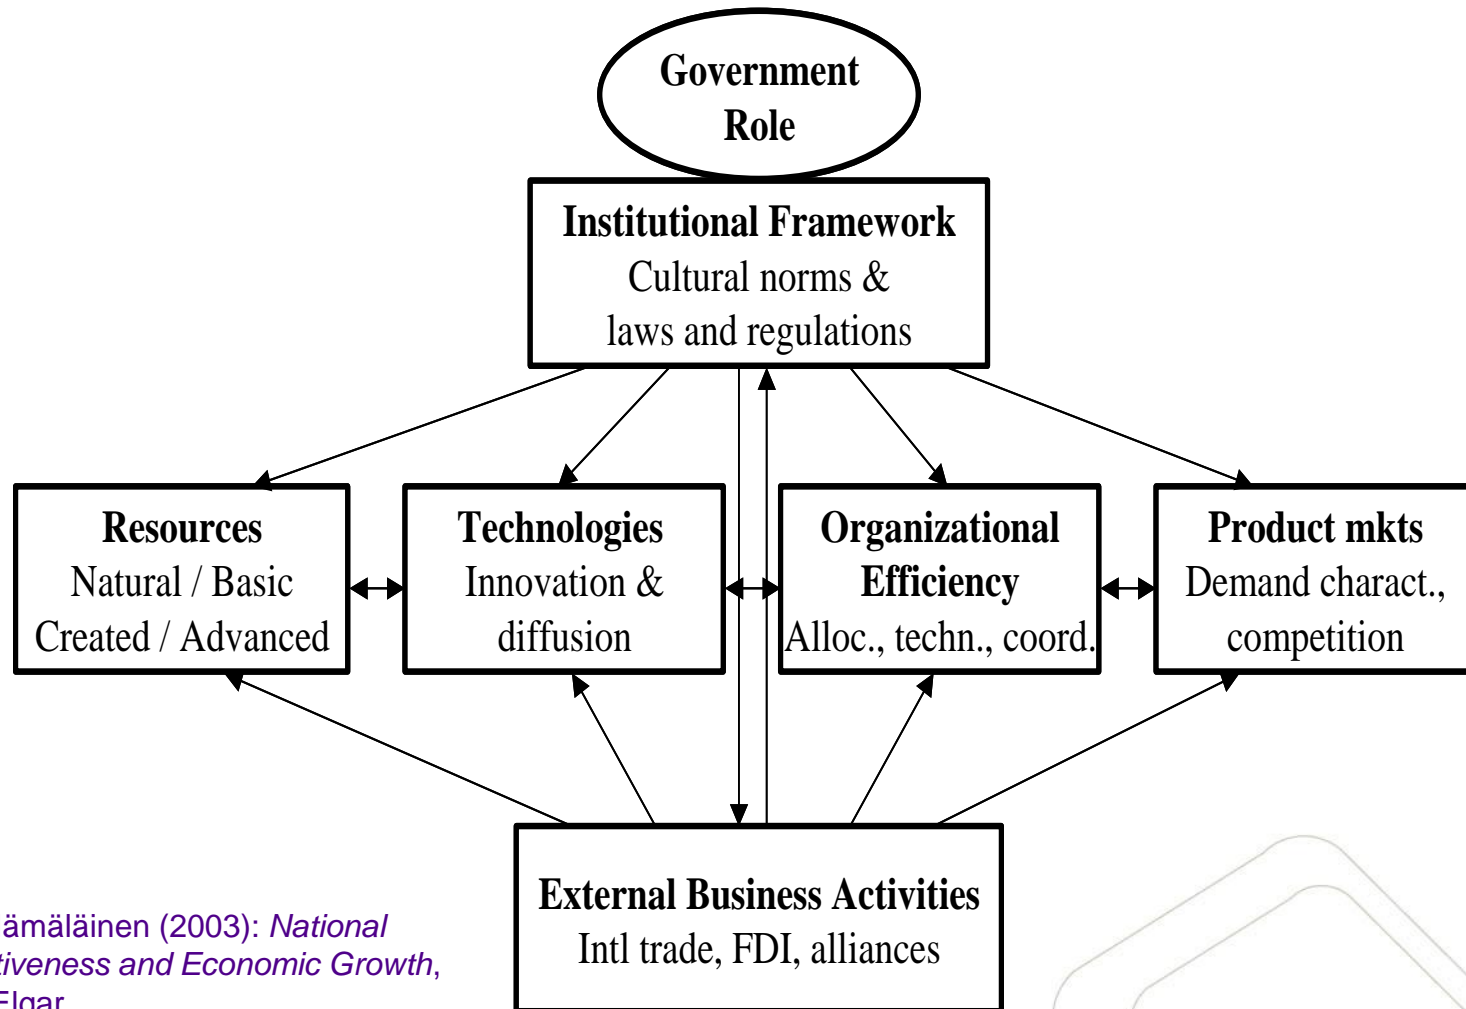 Government
Role
Institutional Framework
Cultural norms &
laws and regulations
Resources
Natural / Basic
Created / Advanced
Technologies
Innovation &
diffusion
Organizational
Efficiency
Alloc., techn., coord.
Product mkts
Demand charact.,
competition
External Business Activities
Intl trade, FDI, alliances
ämäläinen (2003): National
tiveness and Economic Growth,
Elgar